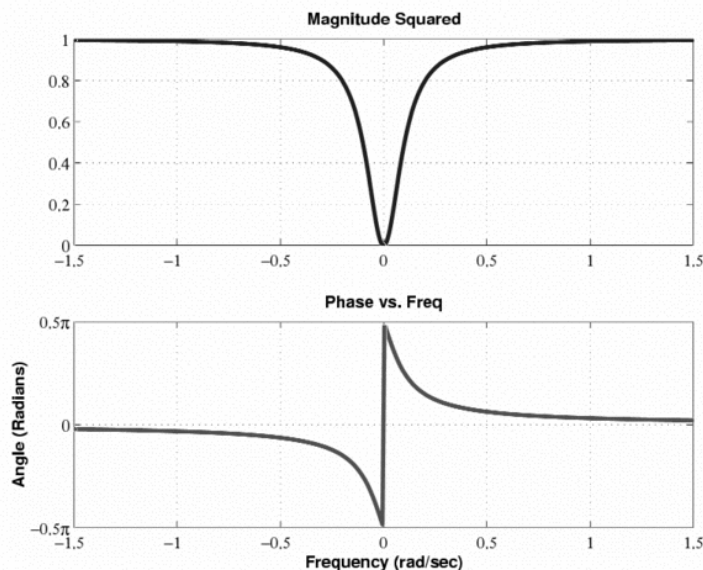 Magnitude Squared
1
0.8
0.6
0.4
0.2
0
−1.5 −1 −0.5 0 0.5 1 1.5
Phase vs. Freq
0.5π
0
−0.5π
Angle (Radians)
−1.5 −1 −0.5 0 0.5 1 1.5
Frequency (rad/sec)